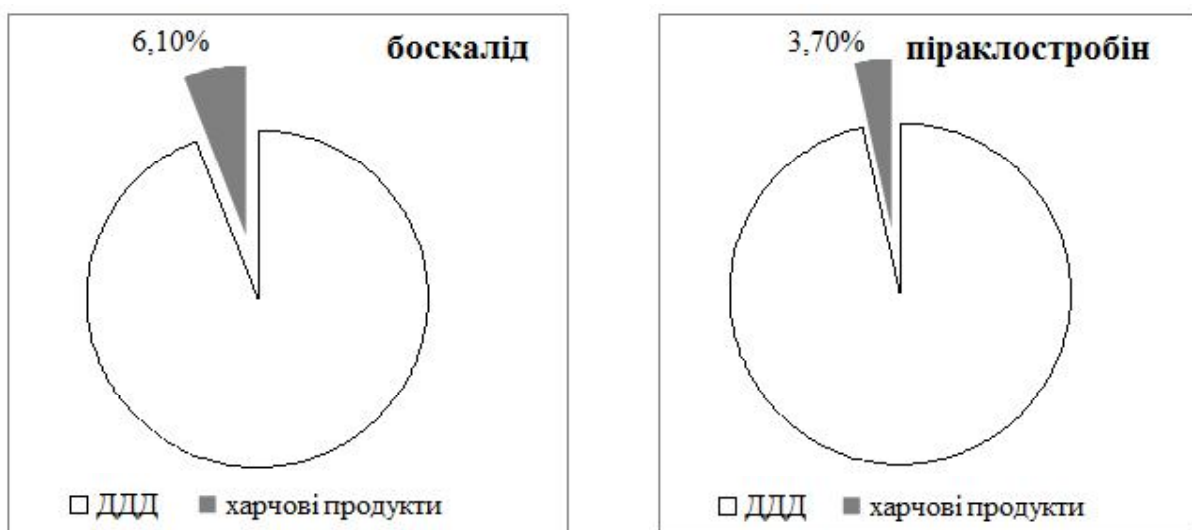 6,10%
боскалід
ДДД
харчові продукти
3,70%
піраклостробін
ДДД
харчові продукти